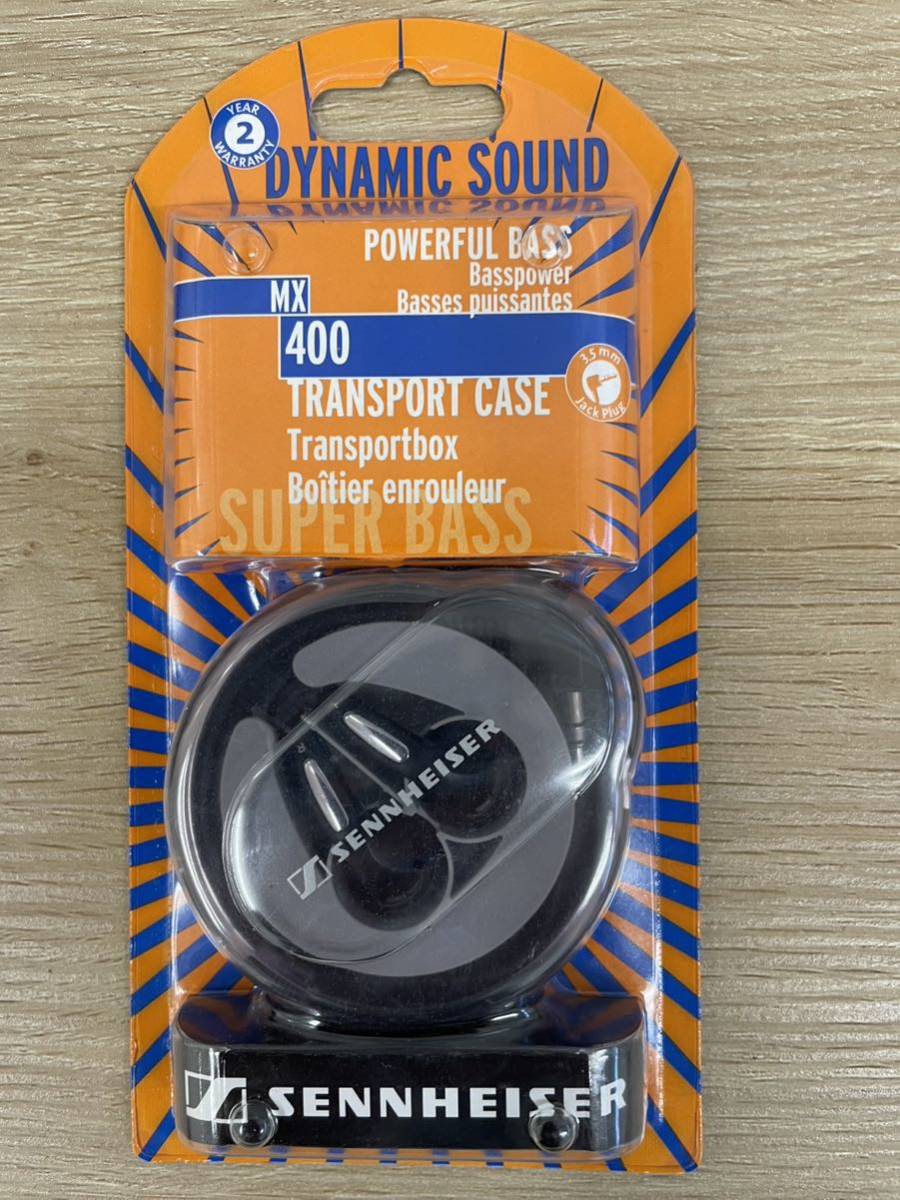 YEAR
2
WARRANTY
DYNAMIC SOUND
POWERFUL BASS
Basspower
Basses puissantes
MX
400
3.5 mm
Jack Plug
TRANSPORT CASE
Transportbox
Boîtier enrouleur
SUPER BASS
R
SENNHEISER
SENNHEISER